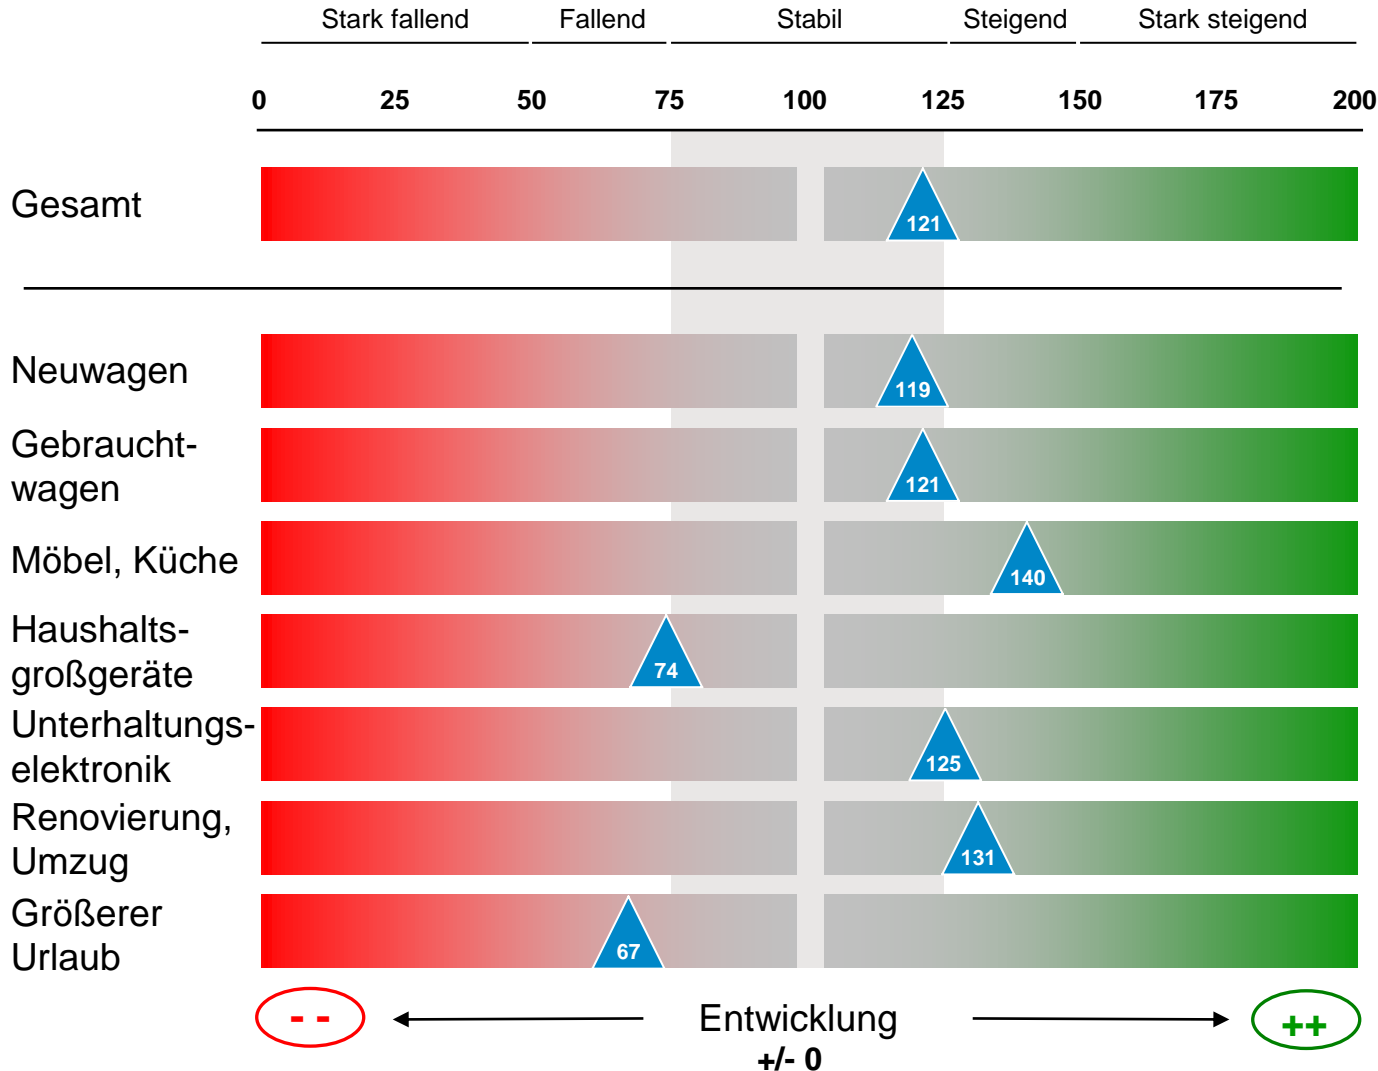 Stark fallend Fallend Stabil Steigend Stark steigend
0 25 50 75 100 125 150 175 200
Gesamt
121
Neuwagen
119
Gebraucht-
wagen
121
Möbel, Küche
140
Haushalts-
großgeräte
74
Unterhaltungs-
elektronik
125
Renovierung,
Umzug
131
Größerer
Urlaub
67
- - Entwicklung ++
+/- 0